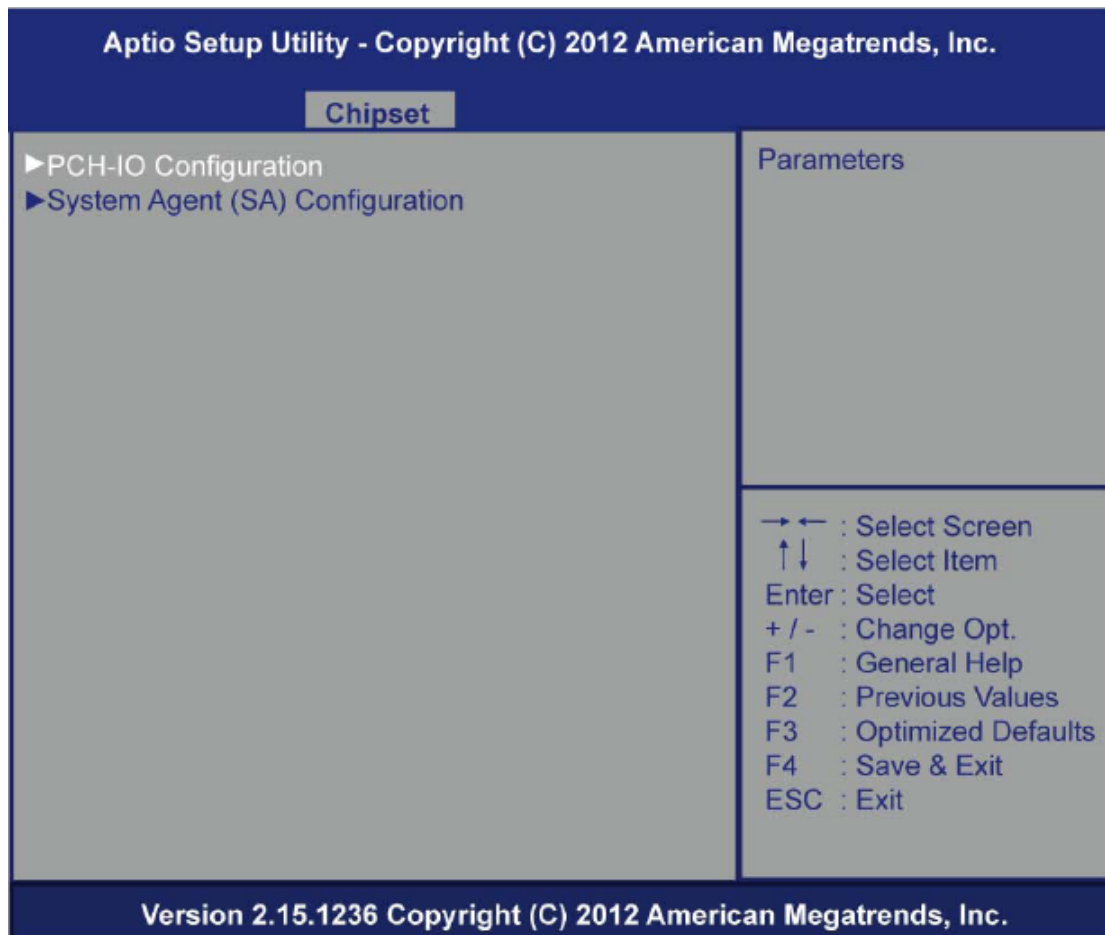 Aptio Setup Utility - Copyright (C) 2012 American Megatrends, Inc.
Chipset
►PCH-IO Configuration
►System Agent (SA) Configuration
Parameters
→ ← : Select Screen
↑↓ : Select Item
Enter : Select
+ / - : Change Opt.
F1 : General Help
F2 : Previous Values
F3 : Optimized Defaults
F4 : Save & Exit
ESC : Exit
Version 2.15.1236 Copyright (C) 2012 American Megatrends, Inc.